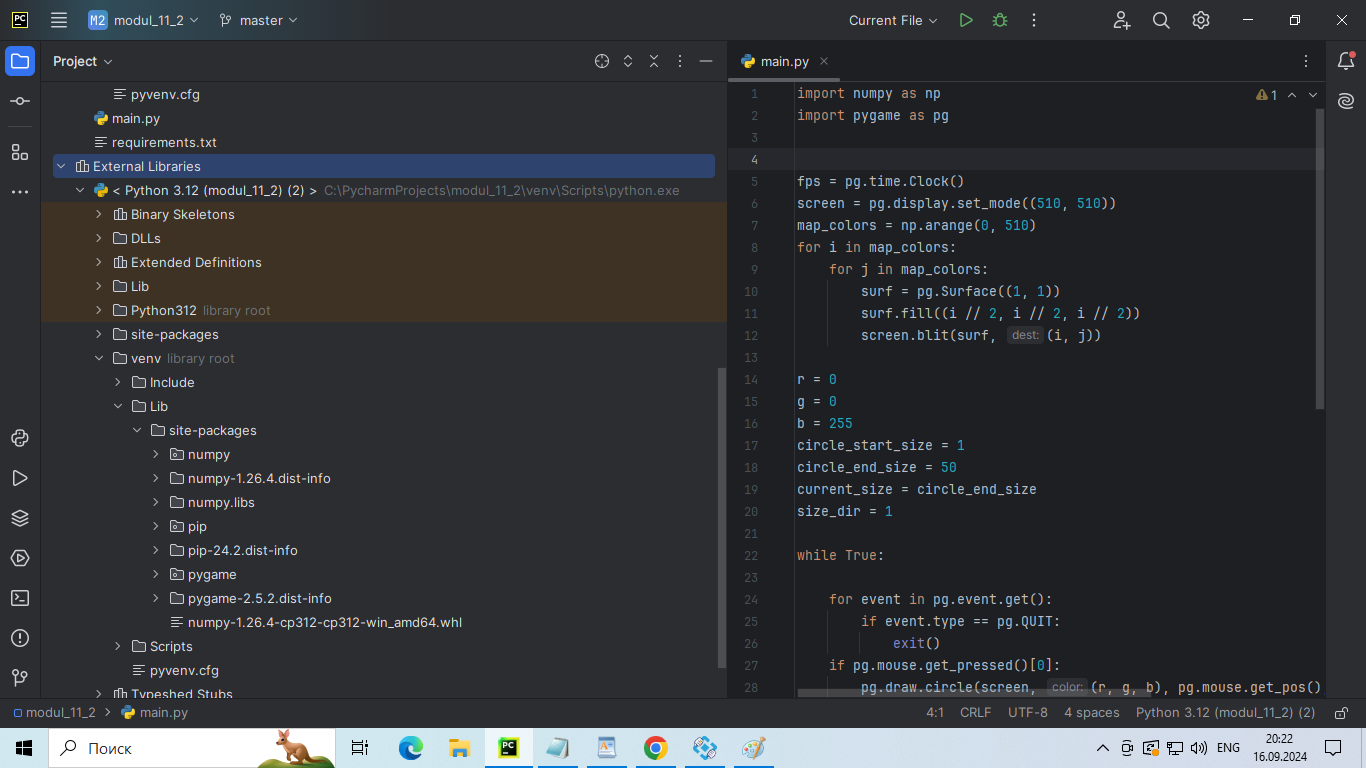 PC
M2 modul_11_2
master
Current File
Project
pyvenv.cfg
main.py
requirements.txt
External Libraries
< Python 3.12 (modul_11_2) (2) > C:\PycharmProjects\modul_11_2\venv\Scripts\python.exe
Binary Skeletons
DLLs
Extended Definitions
Lib
Python312 library root
site-packages
venv library root
Include
Lib
site-packages
numpy
numpy-1.26.4.dist-info
numpy.libs
pip
pip-24.2.dist-info
pygame
pygame-2.5.2.dist-info
numpy-1.26.4-cp312-cp312-win_amd64.whl
Scripts
pyvenv.cfg
Typeshed Stubs
main.py
1
1 import numpy as np
2 import pygame as pg
3
4
5 fps = pg.time.Clock()
6 screen = pg.display.set_mode((510, 510))
7 map_colors = np.arange(0, 510)
8 for i in map_colors:
9 for j in map_colors:
10 surf = pg.Surface((1, 1))
11 surf.fill((i // 2, i // 2, i // 2))
12 screen.blit(surf, dest: (i, j))
13
14 r = 0
15 g = 0
16 b = 255
17 circle_start_size = 1
18 circle_end_size = 50
19 current_size = circle_end_size
20 size_dir = 1
21
22 while True:
23
24 for event in pg.event.get():
25 if event.type == pg.QUIT:
26 exit()
27 if pg.mouse.get_pressed()[0]:
28 pg.draw.circle(screen, color: (r, g, b), pg.mouse.get_pos()
modul_11_2 > main.py
4:1 CRLF UTF-8 4 spaces Python 3.12 (modul_11_2) (2)
Поиск
PC
ENG
20:22
16.09.2024